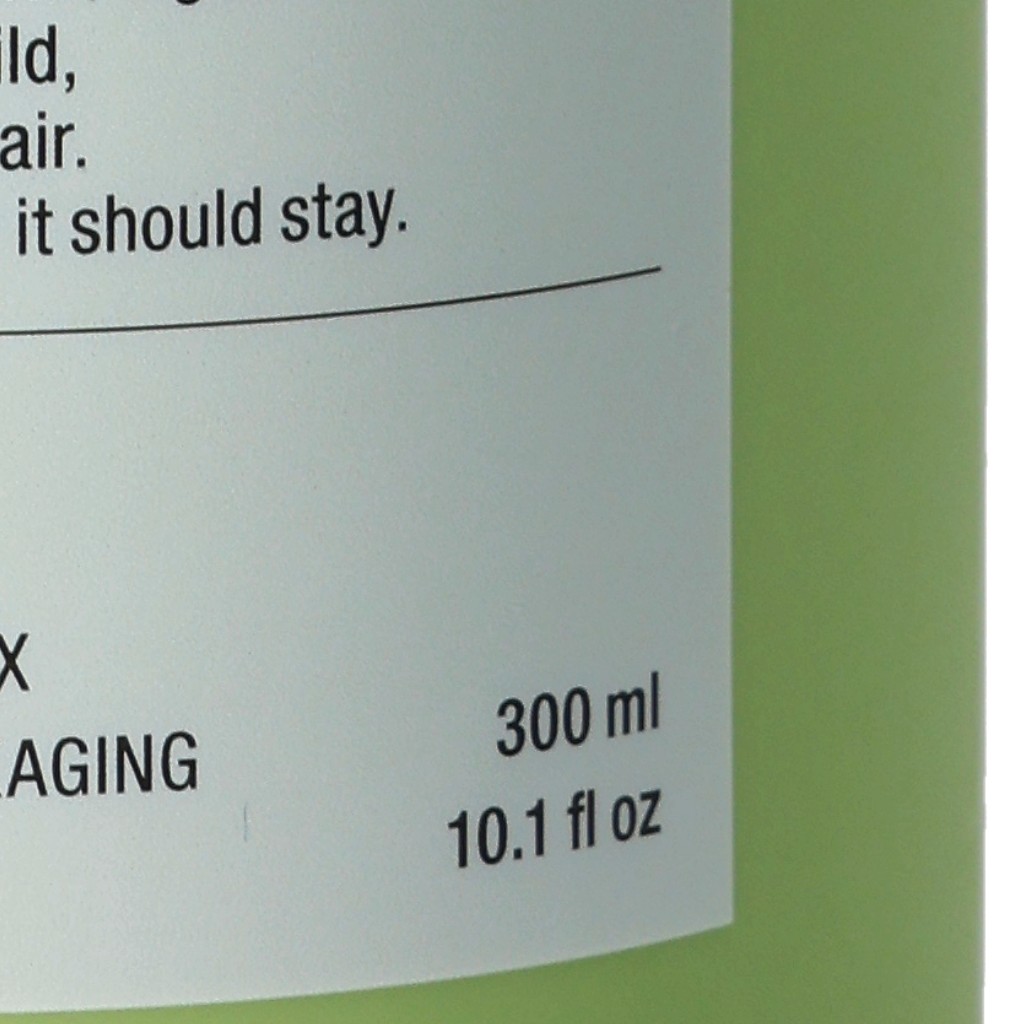 ild,
air.
it should stay.
X
AGING
300 ml
10.1 fl oz